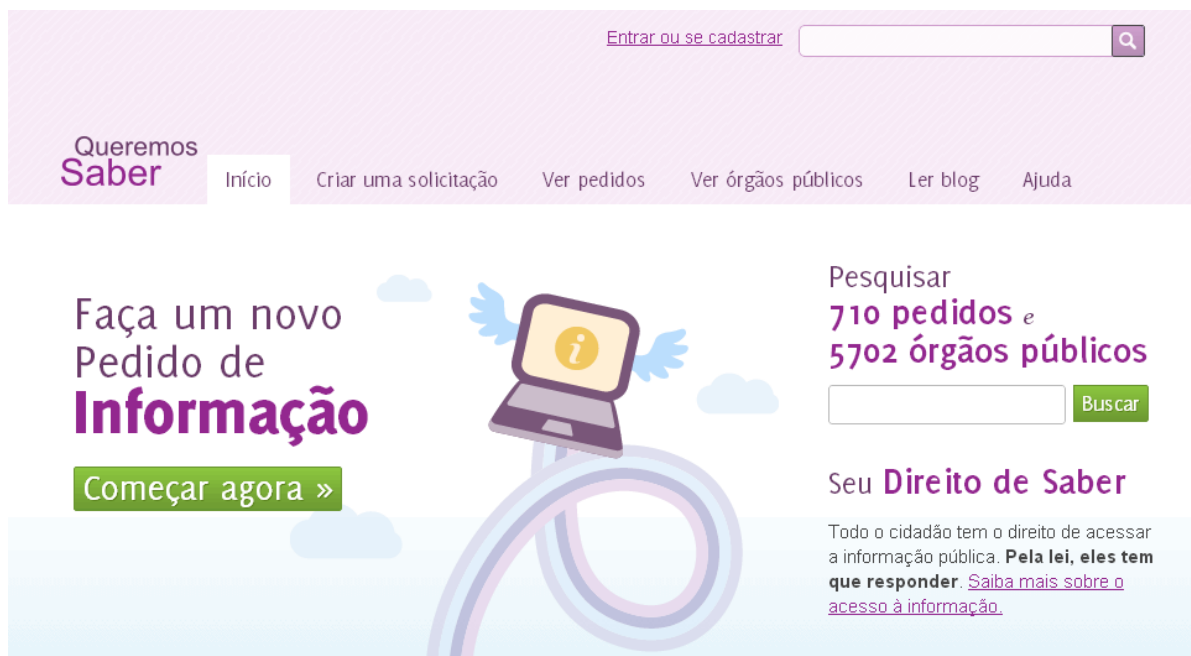 Entrar ou se cadastrar
Queremos
Saber
Início Criar uma solicitação Ver pedidos Ver órgãos públicos Ler blog Ajuda
Faça um novo
Pedido de
Informação
Começar agora »
i
Pesquisar
710 pedidos e
5702 órgãos públicos
Buscar
Seu Direito de Saber
Todo o cidadão tem o direito de acessar
a informação pública. Pela lei, eles tem
que responder. Saiba mais sobre o
acesso à informação.